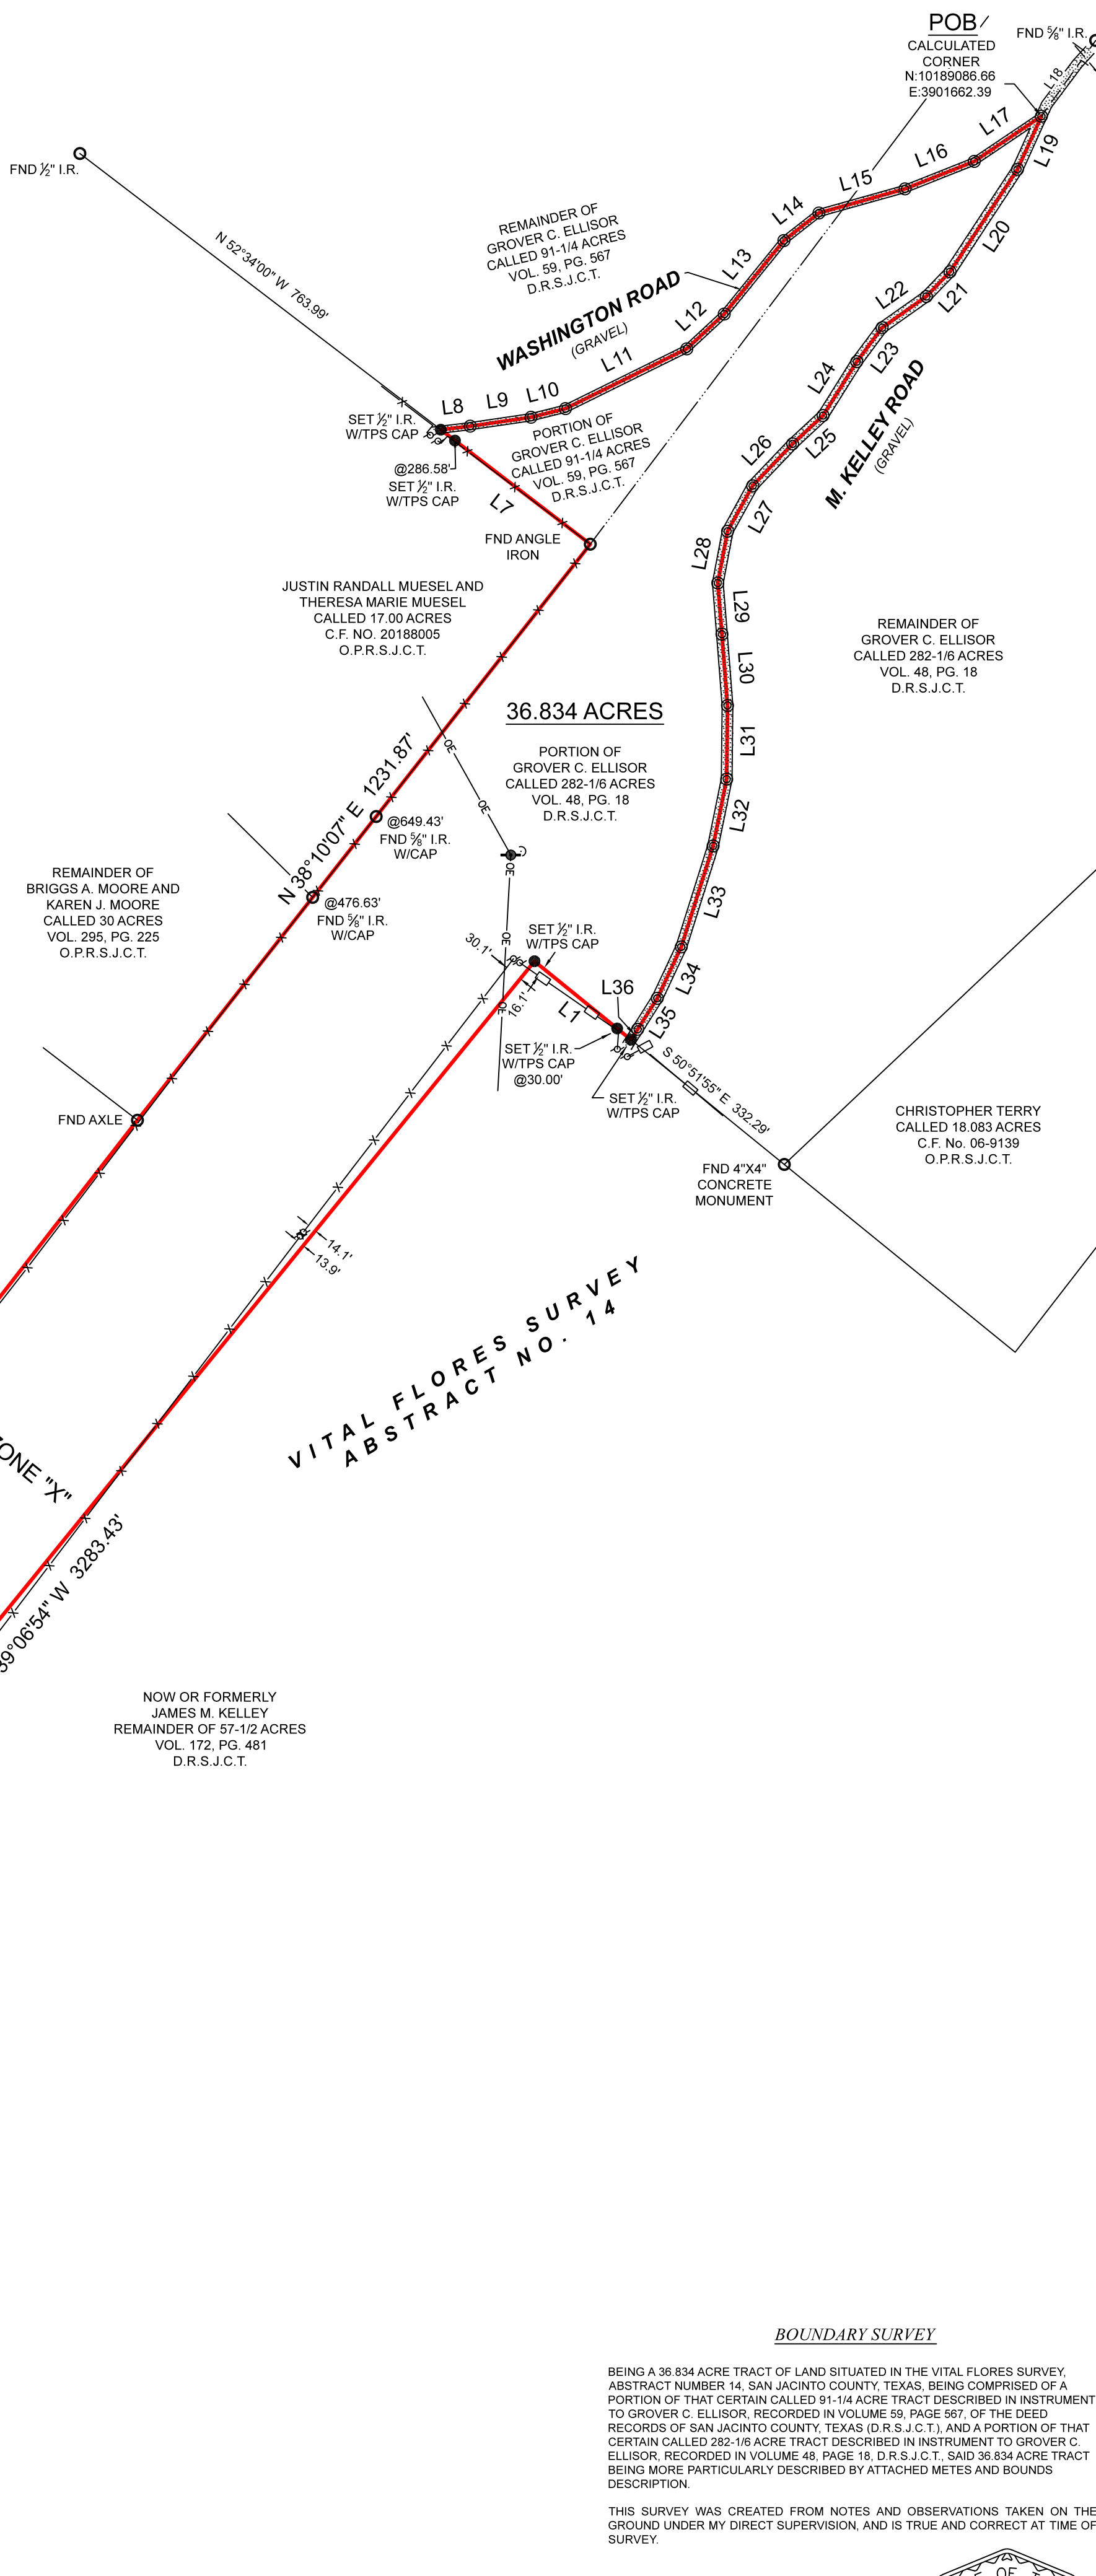 POB
CALCULATED
CORNER
N:10189086.66
E:3901662.39
FND ⅝" I.R.
L18
L17
L19
L16
L15
L14
L20
L13
L21
L22
L12
L23
L11
L24
L10
L9
L8
L25
L26
L27
FND ½" I.R.
N 52°34'00" W 763.99'
REMAINDER OF
GROVER C. ELLISOR
CALLED 91-1/4 ACRES
VOL. 59, PG. 567
D.R.S.J.C.T.
WASHINGTON ROAD
(GRAVEL)
M. KELLEY ROAD
(GRAVEL)
SET ½" I.R.
W/TPS CAP
PORTION OF
GROVER C. ELLISOR
CALLED 91-1/4 ACRES
VOL. 59, PG. 567
D.R.S.J.C.T.
@286.58'
SET ½" I.R.
W/TPS CAP
L7
FND ANGLE
IRON
L28
L29
L30
L31
L32
L33
L34
L35
L36
JUSTIN RANDALL MUESEL AND
THERESA MARIE MUESEL
CALLED 17.00 ACRES
C.F. NO. 20188005
O.P.R.S.J.C.T.
REMAINDER OF
GROVER C. ELLISOR
CALLED 282-1/6 ACRES
VOL. 48, PG. 18
D.R.S.J.C.T.
36.834 ACRES
PORTION OF
GROVER C. ELLISOR
CALLED 282-1/6 ACRES
VOL. 48, PG. 18
D.R.S.J.C.T.
OE
OE
OE
OE
OE
N 38°10'07" E 1231.87'
@649.43'
FND ⅝" I.R.
W/CAP
@476.63'
FND ⅝" I.R.
W/CAP
REMAINDER OF
BRIGGS A. MOORE AND
KAREN J. MOORE
CALLED 30 ACRES
VOL. 295, PG. 225
O.P.R.S.J.C.T.
SET ½" I.R.
W/TPS CAP
30.1'
16.1'
L1
SET ½" I.R.
W/TPS CAP
@30.00'
SET ½" I.R.
W/TPS CAP
S 50°51'55" E 332.29'
FND AXLE
CHRISTOPHER TERRY
CALLED 18.083 ACRES
C.F. No. 06-9139
O.P.R.S.J.C.T.
FND 4"X4"
CONCRETE
MONUMENT
14.1'
13.9'
VITAL FLORES SURVEY
ABSTRACT NO. 14
ZONE "X"
39°06'54" W 3283.43'
NOW OR FORMERLY
JAMES M. KELLEY
REMAINDER OF 57-1/2 ACRES
VOL. 172, PG. 481
D.R.S.J.C.T.
BOUNDARY SURVEY
BEING A 36.834 ACRE TRACT OF LAND SITUATED IN THE VITAL FLORES SURVEY,
ABSTRACT NUMBER 14, SAN JACINTO COUNTY, TEXAS, BEING COMPRISED OF A
PORTION OF THAT CERTAIN CALLED 91-1/4 ACRE TRACT DESCRIBED IN INSTRUMENT
TO GROVER C. ELLISOR, RECORDED IN VOLUME 59, PAGE 567, OF THE DEED
RECORDS OF SAN JACINTO COUNTY, TEXAS (D.R.S.J.C.T.), AND A PORTION OF THAT
CERTAIN CALLED 282-1/6 ACRE TRACT DESCRIBED IN INSTRUMENT TO GROVER C.
ELLISOR, RECORDED IN VOLUME 48, PAGE 18, D.R.S.J.C.T., SAID 36.834 ACRE TRACT
BEING MORE PARTICULARLY DESCRIBED BY ATTACHED METES AND BOUNDS
DESCRIPTION.
THIS SURVEY WAS CREATED FROM NOTES AND OBSERVATIONS TAKEN ON THE
GROUND UNDER MY DIRECT SUPERVISION, AND IS TRUE AND CORRECT AT TIME OF
SURVEY.
OF